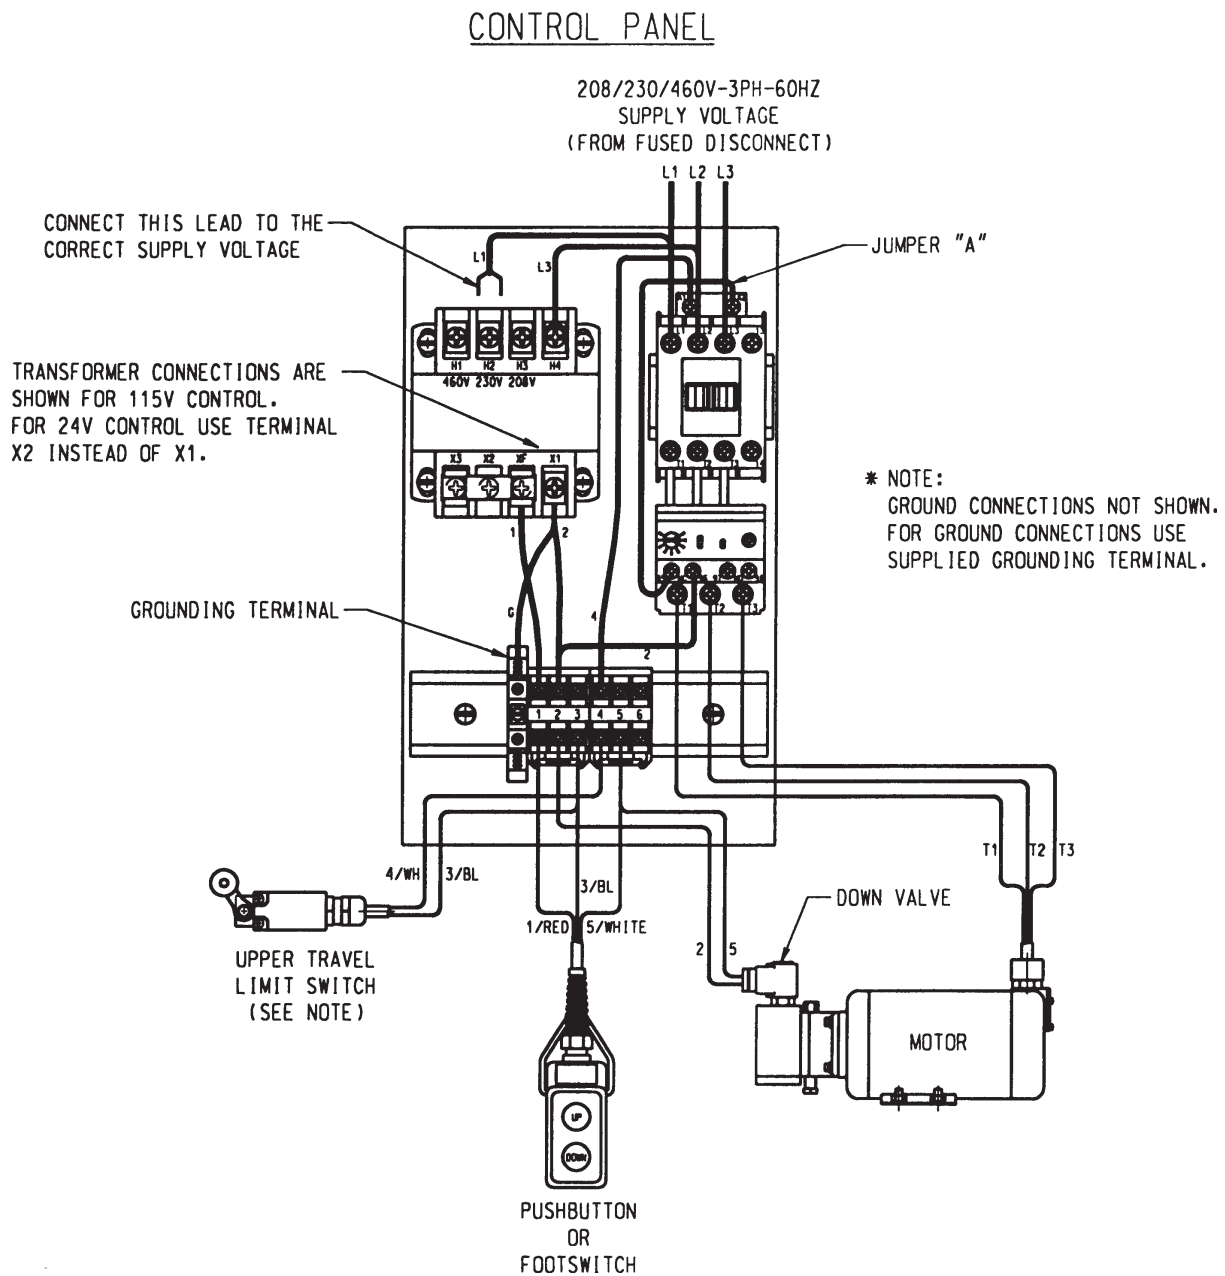 CONTROL PANEL
208/230/460V-3PH-60HZ
SUPPLY VOLTAGE
(FROM FUSED DISCONNECT)
L1 L2 L3
CONNECT THIS LEAD TO THE
CORRECT SUPPLY VOLTAGE
L1
L3
JUMPER "A"
H1 H2 H3 H4
460V 230V 208V
TRANSFORMER CONNECTIONS ARE
SHOWN FOR 115V CONTROL.
FOR 24V CONTROL USE TERMINAL
X2 INSTEAD OF X1.
X3 X2 XF X1
* NOTE:
GROUND CONNECTIONS NOT SHOWN.
FOR GROUND CONNECTIONS USE
SUPPLIED GROUNDING TERMINAL.
1
2
GROUNDING TERMINAL
G
4
T1 T2 T3
2
1 2 3 4 5 6
T1 T2 T3
4/WH 3/BL
3/BL
1/RED 5/WHITE
2 5
DOWN VALVE
UPPER TRAVEL
LIMIT SWITCH
(SEE NOTE)
MOTOR
UP
DOWN
PUSHBUTTON
OR
FOOTSWITCH